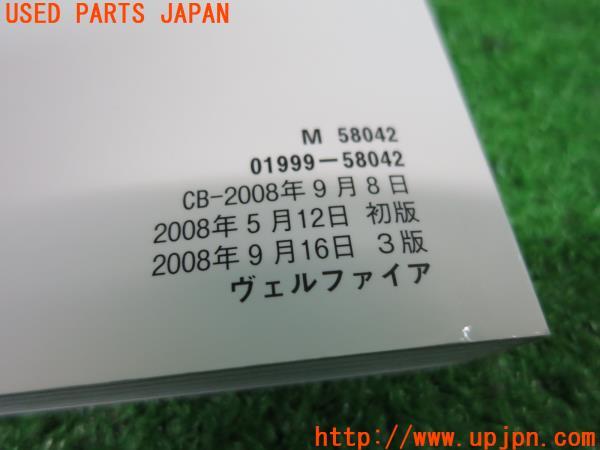 USED PARTS JAPAN
M 58042
01999-58042
CB-2008年9月8日
2008年5月12日 初版
2008年9月16日 3版
ヴェルファイア
http://www.upjpn.com